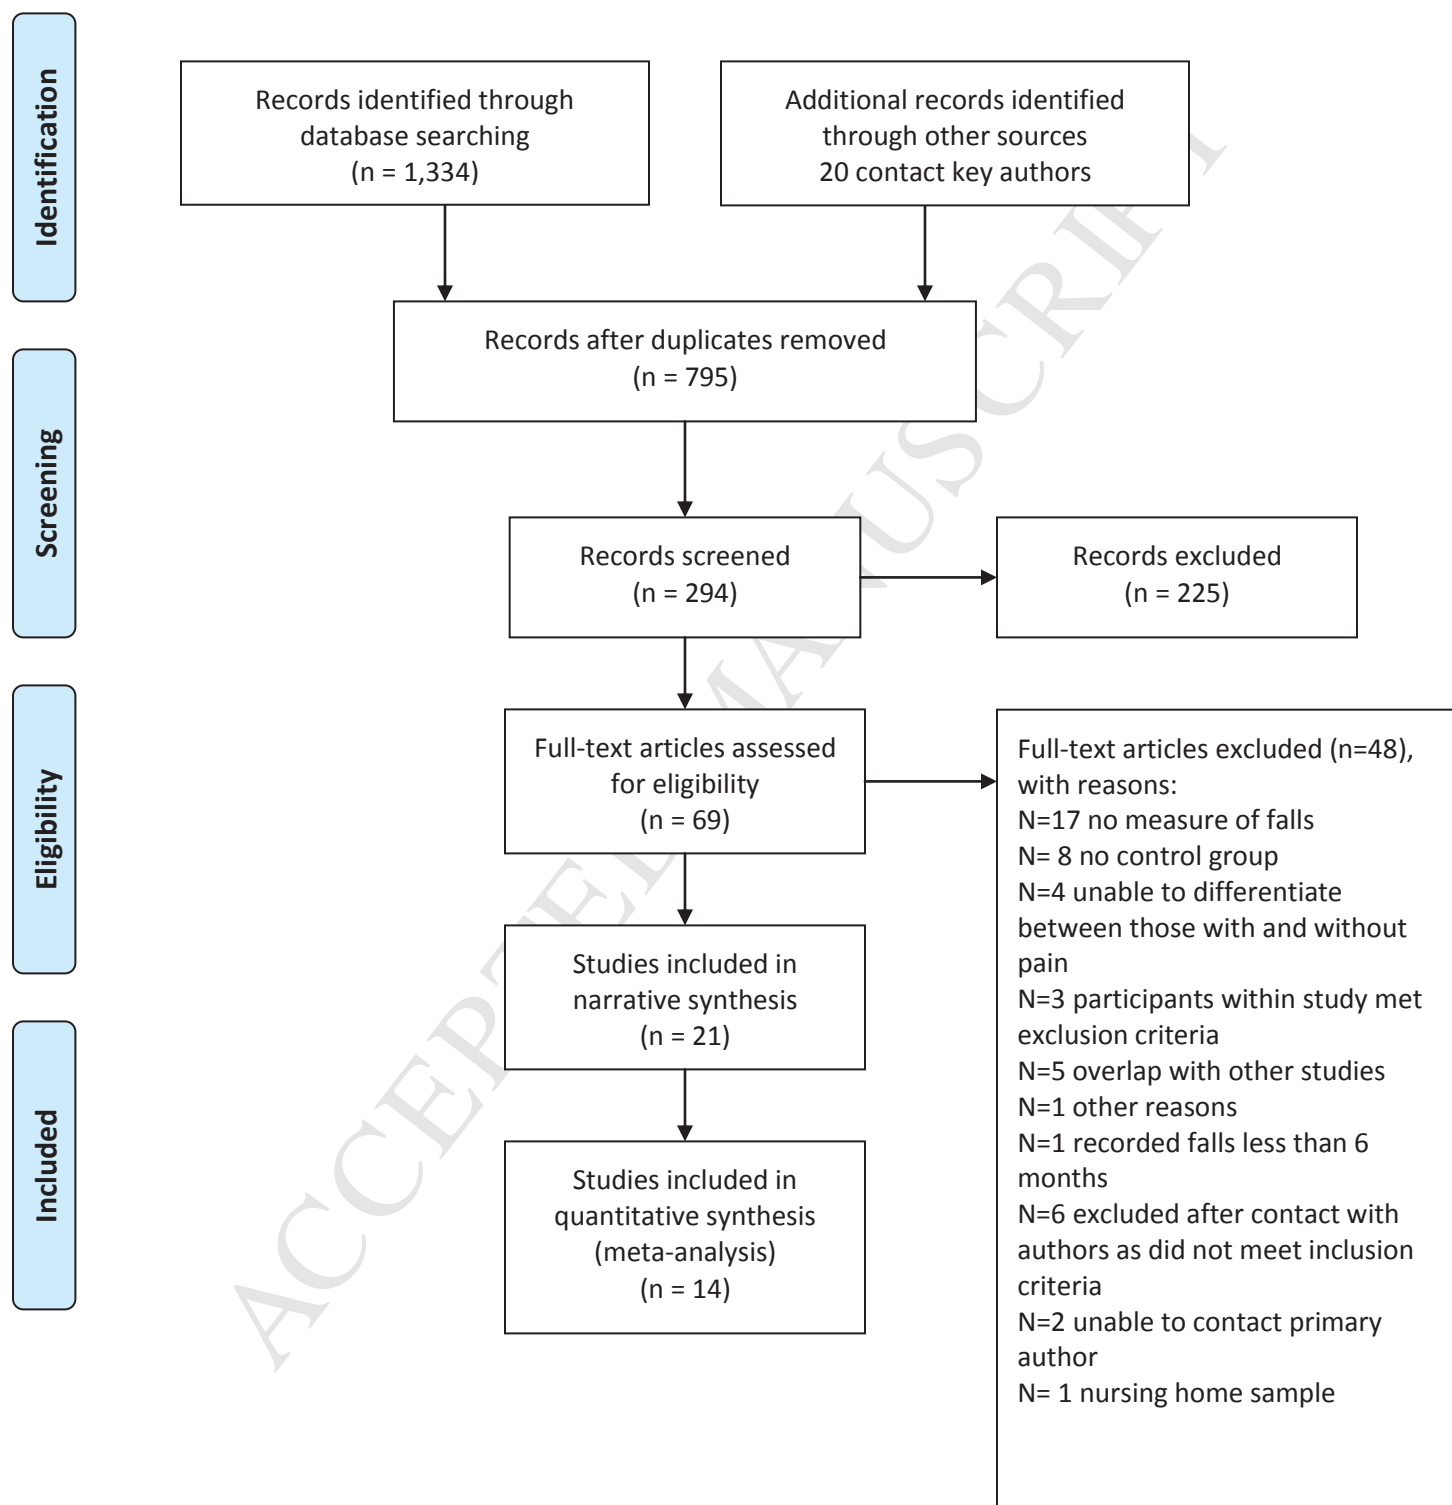 Identification
Records identified through
database searching
(n = 1,334)
Additional records identified
through other sources
20 contact key authors
Records after duplicates removed
(n = 795)
Screening
Records screened
(n = 294)
Records excluded
(n = 225)
Eligibility
Full-text articles assessed
for eligibility
(n = 69)
Full-text articles excluded (n=48),
with reasons:
N=17 no measure of falls
N= 8 no control group
N=4 unable to differentiate
between those with and without
pain
N=3 participants within study met
exclusion criteria
N=5 overlap with other studies
N=1 other reasons
N=1 recorded falls less than 6
months
N=6 excluded after contact with
authors as did not meet inclusion
criteria
N=2 unable to contact primary
author
N= 1 nursing home sample
Studies included in
narrative synthesis
(n = 21)
Included
Studies included in
quantitative synthesis
(meta-analysis)
(n = 14)
ACCEPTED MANUSCRIPT